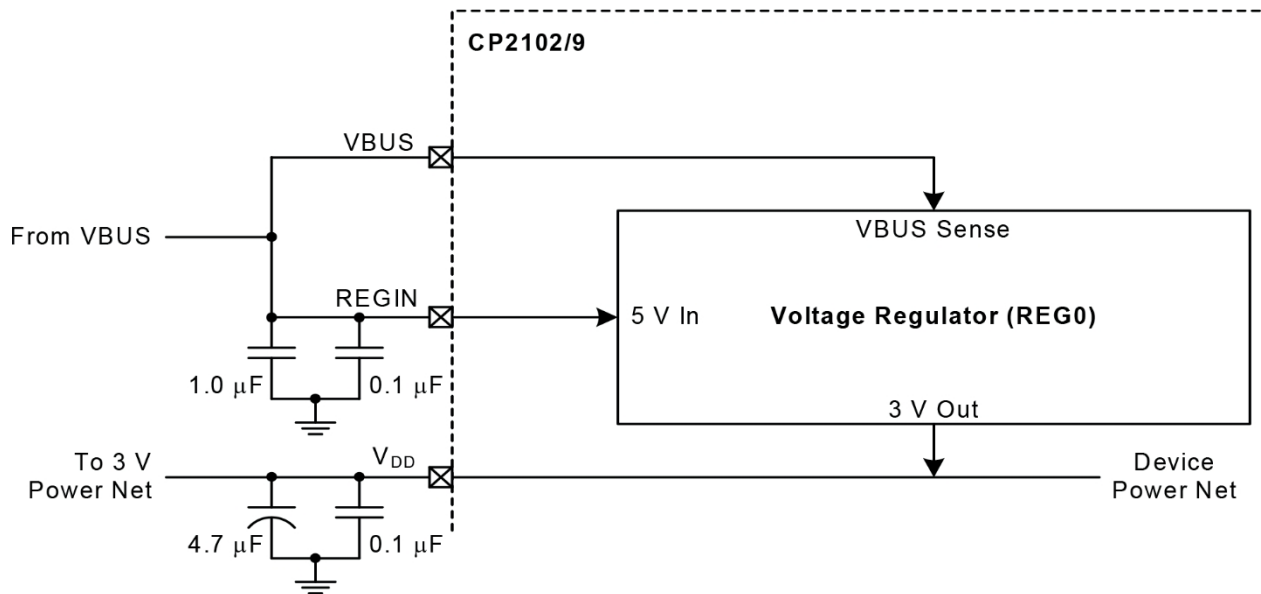 CP2102/9
VBUS
From VBUS
VBUS Sense
REGIN
5 V In
Voltage Regulator (REG0)
1.0 μF
0.1 μF
3 V Out
To 3 V
Power Net
VDD
Device
Power Net
4.7 μF
0.1 μF